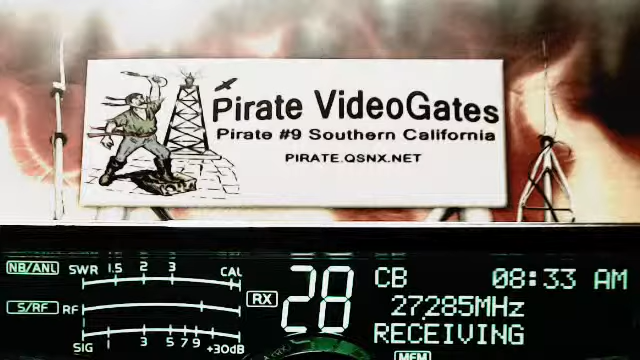 Pirate VideoGates
Pirate #9 Southern California
PIRATE.QSNX.NET
NB/ANL SWR 1.5 2 3 CAL
S/RF RF
SIG 3 5 7 9 +30dB
RX 28
CB 08:33 AM
27285MHz
RECEIVING
MEM